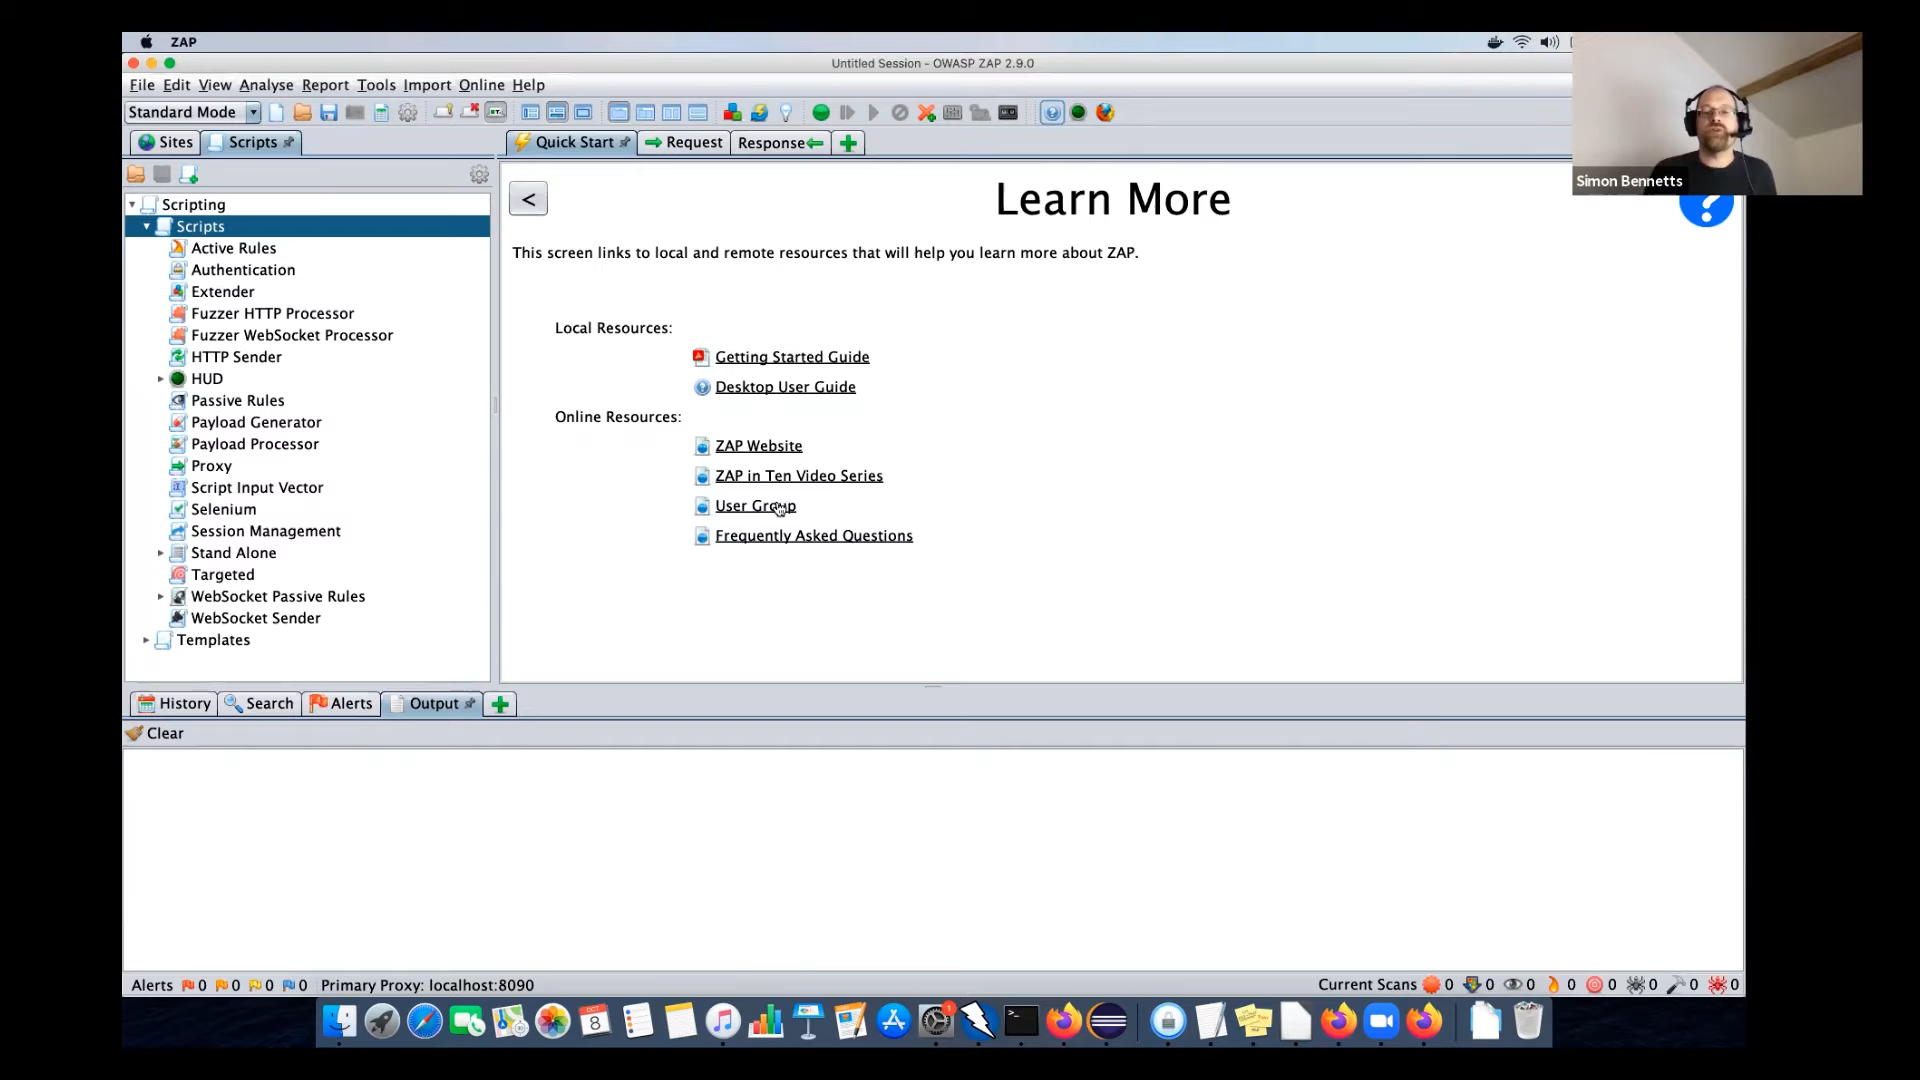 ZAP
Untitled Session - OWASP ZAP 2.9.0
File Edit View Analyse Report Tools Import Online Help
Standard Mode
Sites Scripts Quick Start Request Response
Simon Bennetts
<
Learn More
?
This screen links to local and remote resources that will help you learn more about ZAP.
Scripting
Scripts
Active Rules
Authentication
Extender
Fuzzer HTTP Processor
Fuzzer WebSocket Processor
HTTP Sender
HUD
Passive Rules
Payload Generator
Payload Processor
Proxy
Script Input Vector
Selenium
Session Management
Stand Alone
Targeted
WebSocket Passive Rules
WebSocket Sender
Templates
Local Resources:
Getting Started Guide
Desktop User Guide
Online Resources:
ZAP Website
ZAP in Ten Video Series
User Group
Frequently Asked Questions
History Search Alerts Output
Clear
Alerts 0 0 0 0 Primary Proxy: localhost:8090
Current Scans 0 0 0 0 0 0 0 0
OCT
8
1